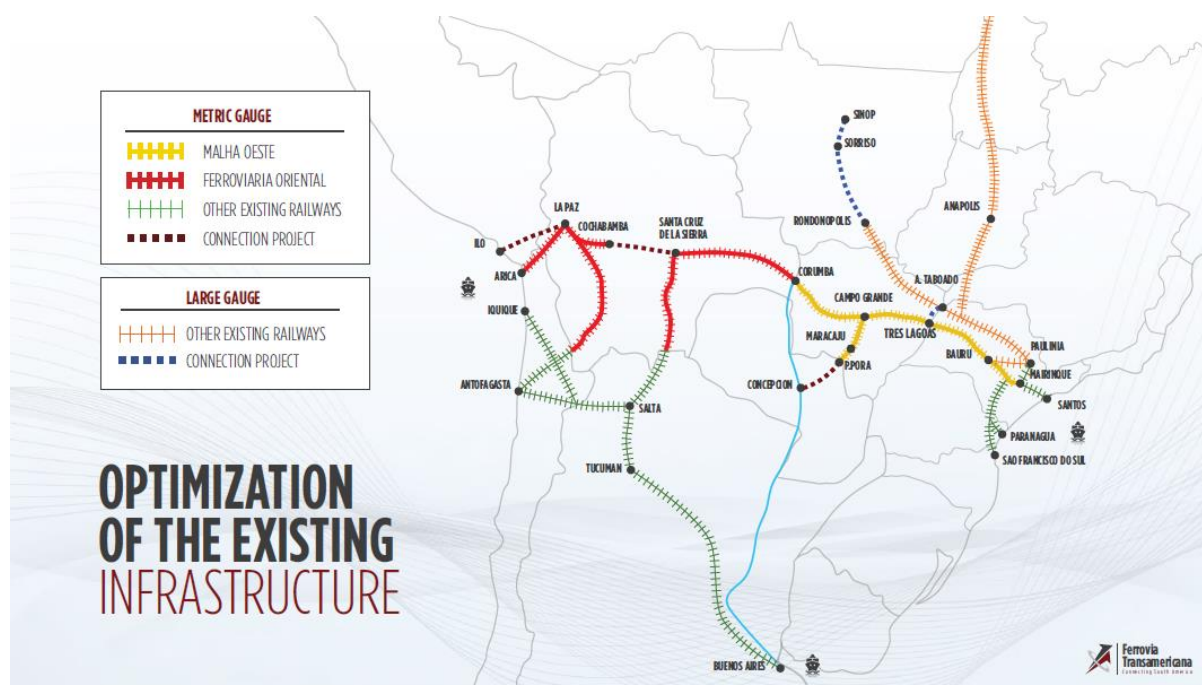 METRIC GAUGE
MALHA OESTE
FERROVIARIA ORIENTAL
OTHER EXISTING RAILWAYS
CONNECTION PROJECT
LARGE GAUGE
OTHER EXISTING RAILWAYS
CONNECTION PROJECT
SINOP
SORRISO
RONDONOPOLIS
ANAPOLIS
LA PAZ
COCHABAMBA
SANTA CRUZ
DE LA SIERRA
ILO
ARICA
CORUMBA
A. TABOADO
IQUIQUE
CAMPO GRANDE
TRES LAGOAS
MARACAJU
BAURU
PAULINIA
P.PORA
MAIRINQUE
ANTOFAGASTA
CONCEPCION
SALTA
SANTOS
PARANAGUA
SAO FRANCISCO DO SUL
TUCUMAN
BUENOS AIRES
OPTIMIZATION
OF THE EXISTING
INFRASTRUCTURE
Ferrovia
Transamericana
Connecting South America